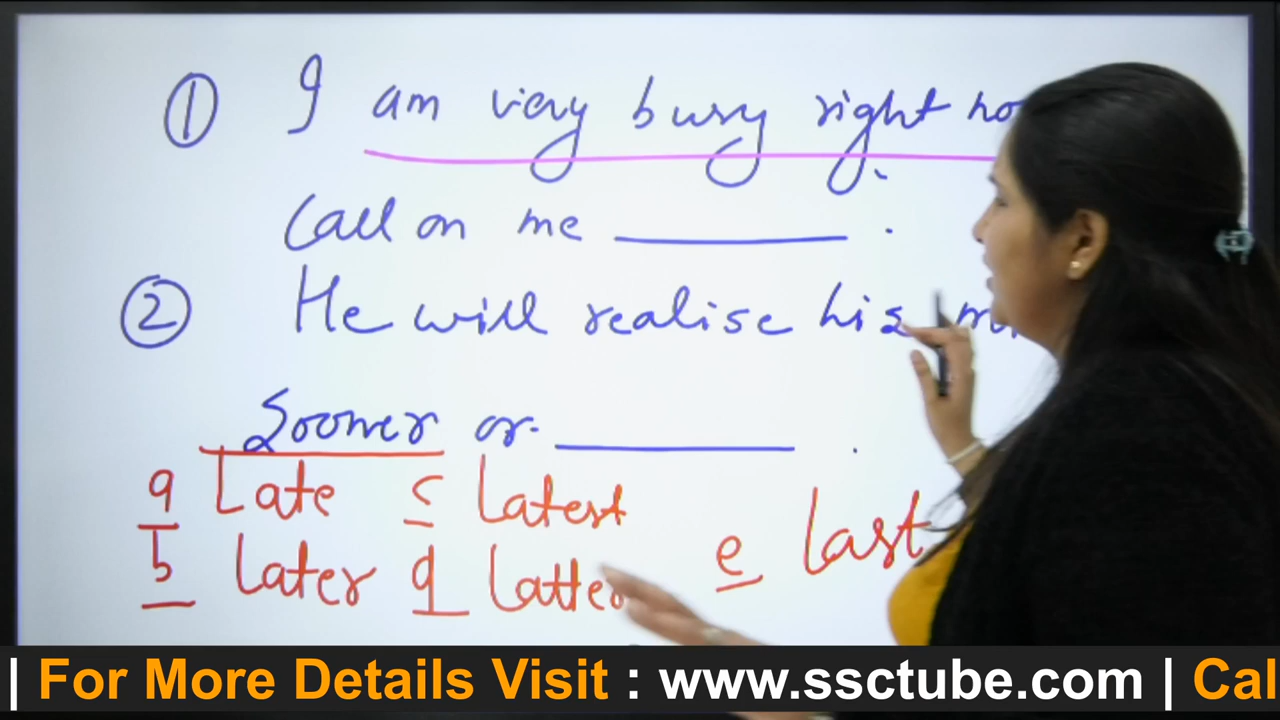 ① I am very busy right
Call on me ________ .
② He will realise his
Sooner or ________ .
a Late c latest
b later d latter e last
| For More Details Visit : www.ssctube.com | Cal